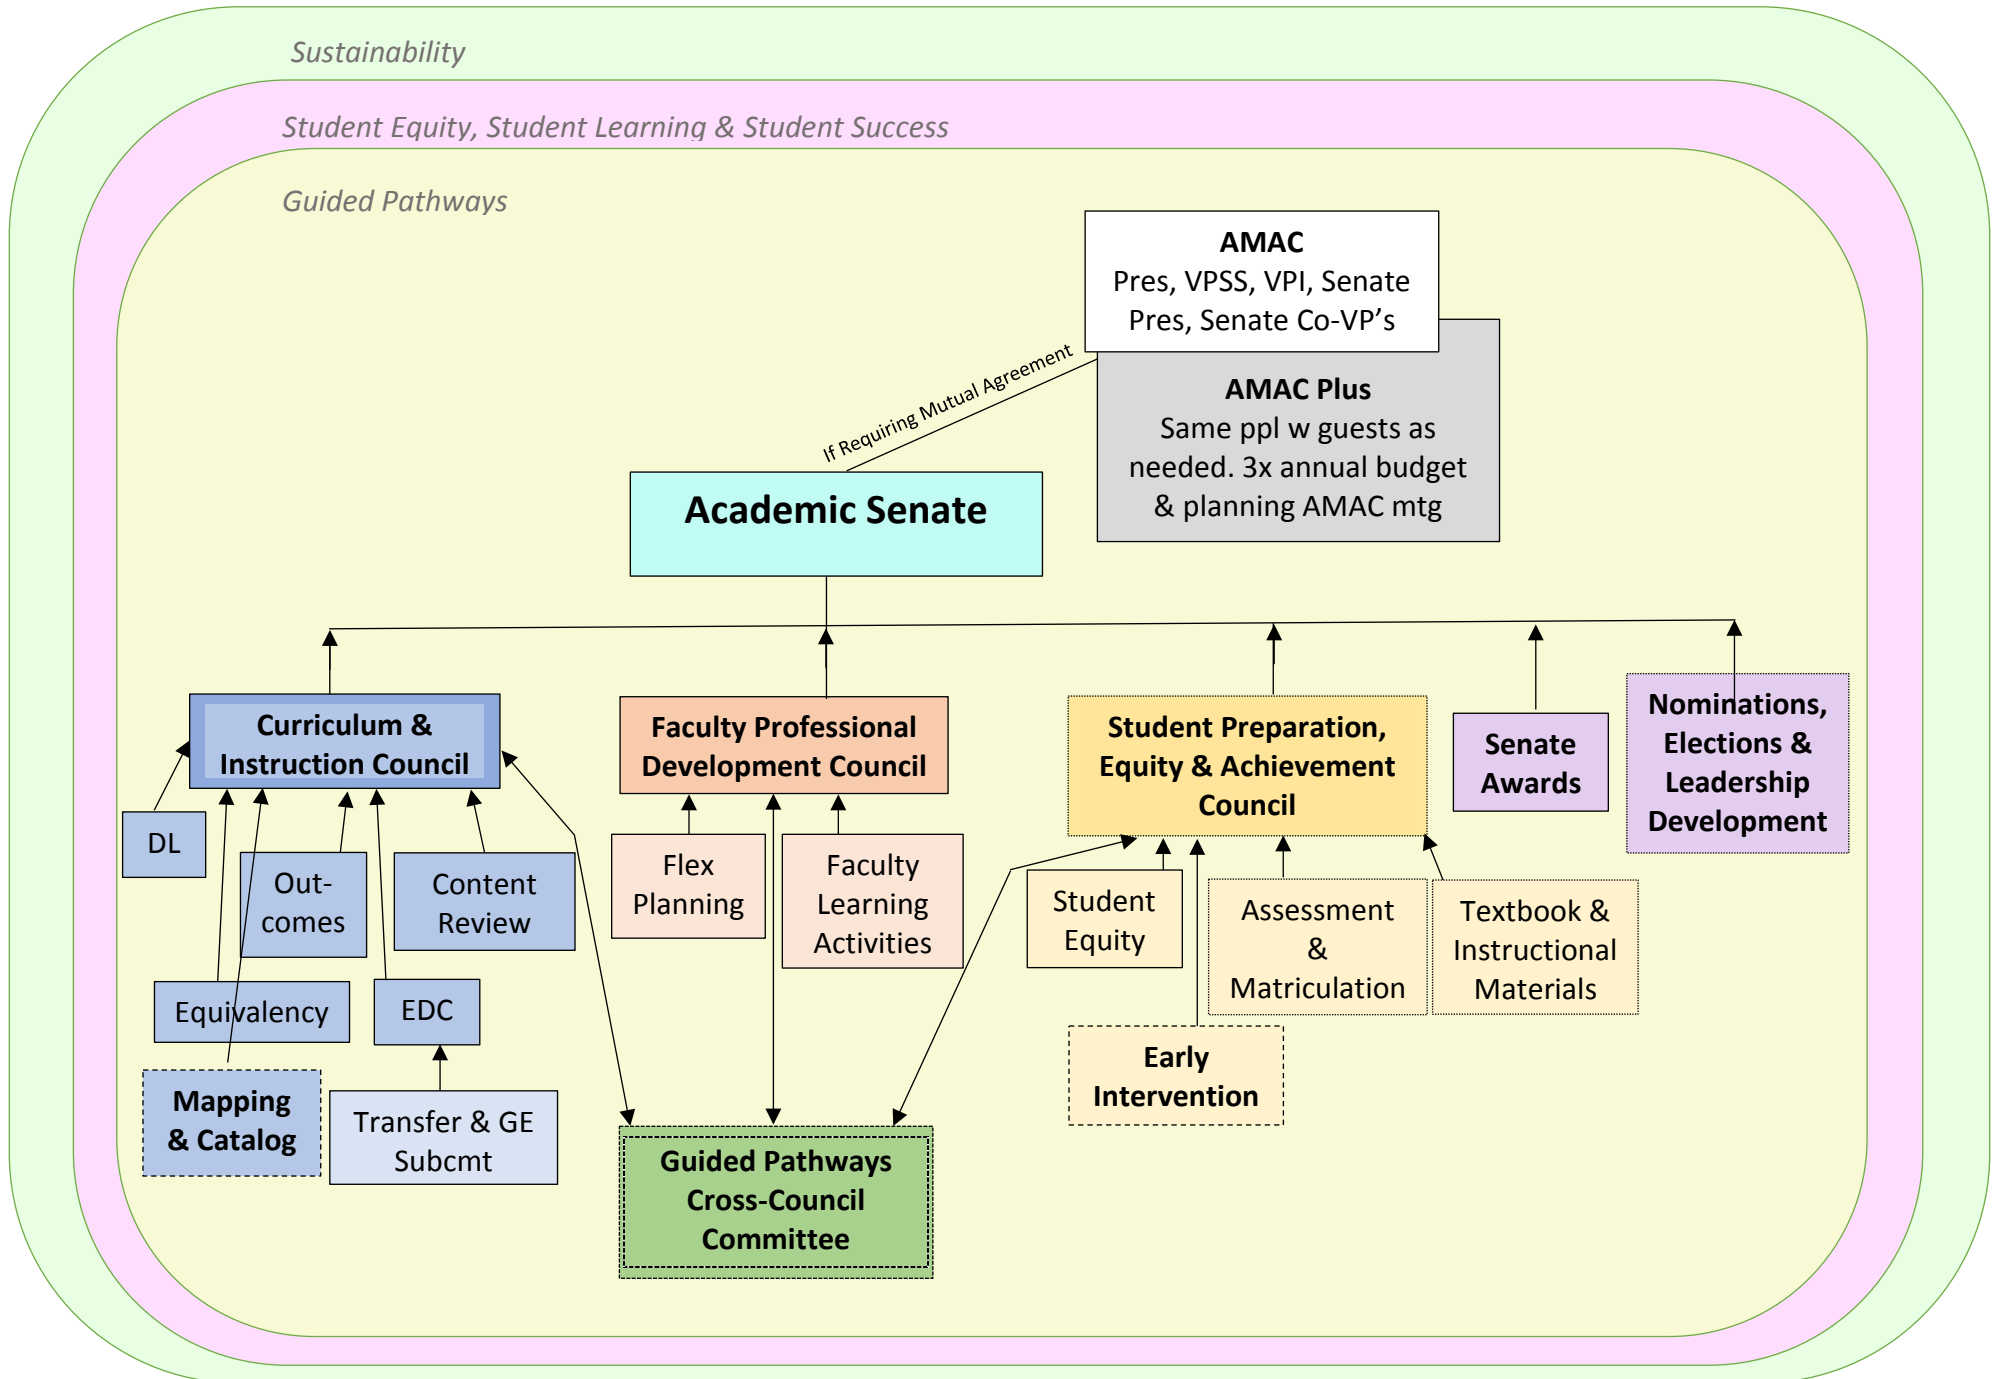 Sustainability
Student Equity, Student Learning & Student Success
Guided Pathways
AMAC
Pres, VPSS, VPI, Senate
Pres, Senate Co-VP’s
If Requiring Mutual Agreement
AMAC Plus
Same ppl w guests as
needed. 3x annual budget
& planning AMAC mtg
Academic Senate
Curriculum &
Instruction Council
Faculty Professional
Development Council
Student Preparation,
Equity & Achievement
Council
Senate
Awards
Nominations,
Elections &
Leadership
Development
DL
Out-
comes
Content
Review
Flex
Planning
Faculty
Learning
Activities
Student
Equity
Assessment
&
Matriculation
Textbook &
Instructional
Materials
Equivalency
EDC
Early
Intervention
Mapping
& Catalog
Transfer & GE
Subcmt
Guided Pathways
Cross-Council
Committee